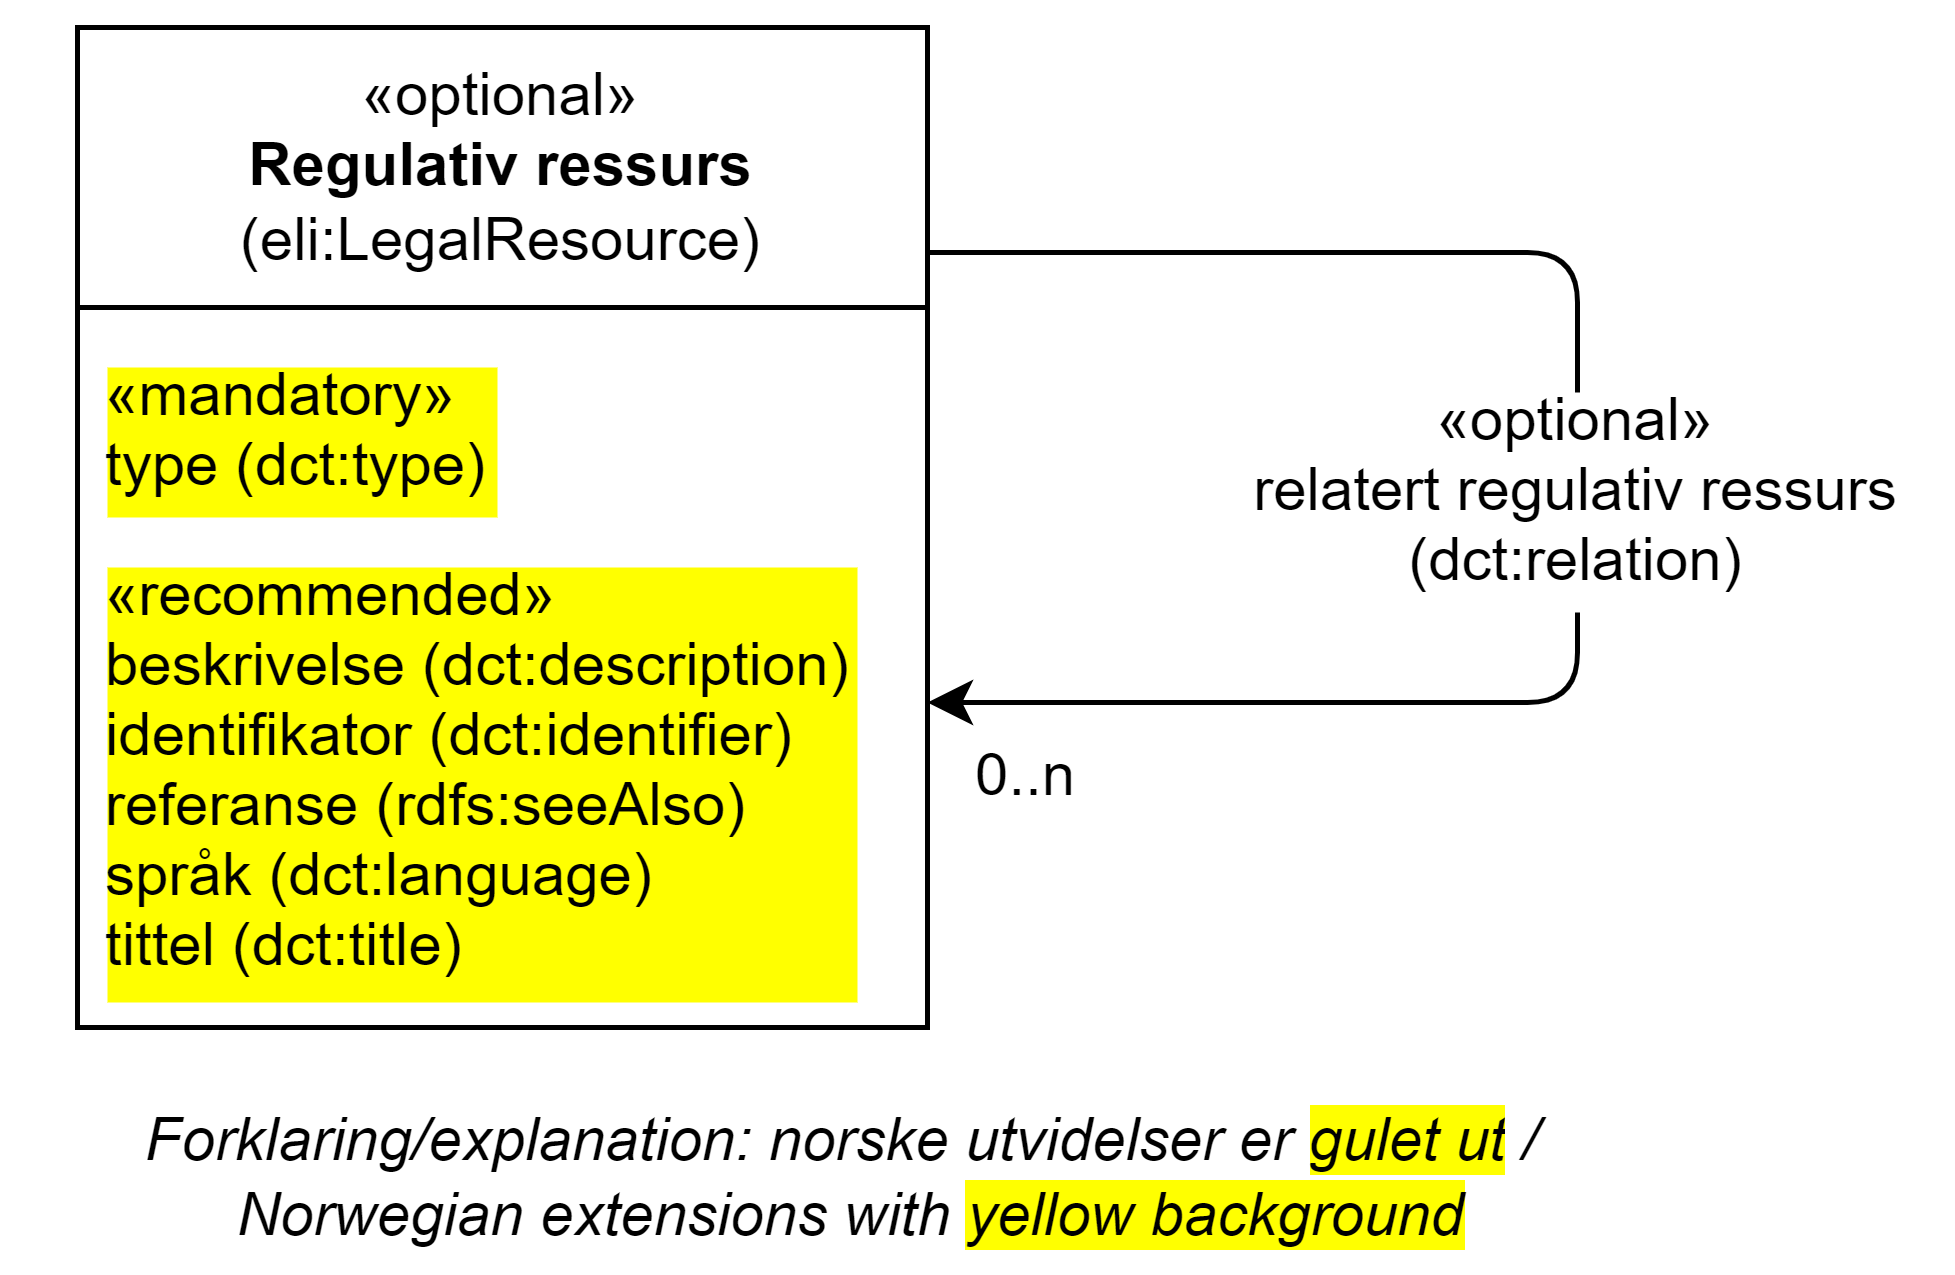 «optional»
Regulativ ressurs
(eli:LegalResource)
«mandatory»
type (dct:type)
«recommended»
beskrivelse (dct:description)
identifikator (dct:identifier)
referanse (rdfs:seeAlso)
språk (dct:language)
tittel (dct:title)
«optional»
relatert regulativ ressurs
(dct:relation)
0..n
Forklaring/explanation: norske utvidelser er gulet ut /
Norwegian extensions with yellow background